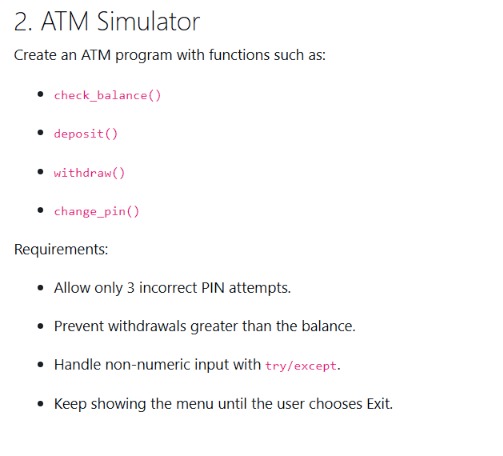 2. ATM Simulator
Create an ATM program with functions such as:
• check_balance()
• deposit()
• withdraw()
• change_pin()
Requirements:
• Allow only 3 incorrect PIN attempts.
• Prevent withdrawals greater than the balance.
• Handle non-numeric input with try/except.
• Keep showing the menu until the user chooses Exit.